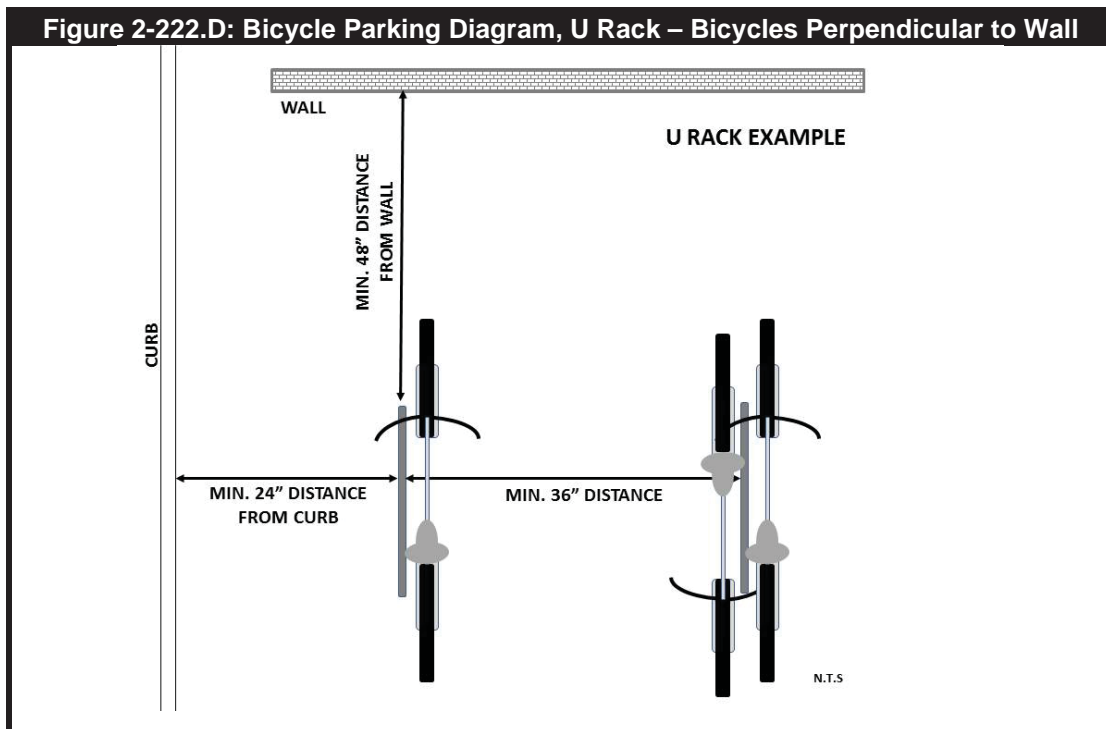 Figure 2-222.D: Bicycle Parking Diagram, U Rack – Bicycles Perpendicular to Wall
WALL
U RACK EXAMPLE
MIN. 48” DISTANCE
FROM WALL
CURB
MIN. 24” DISTANCE
FROM CURB
MIN. 36” DISTANCE
N.T.S